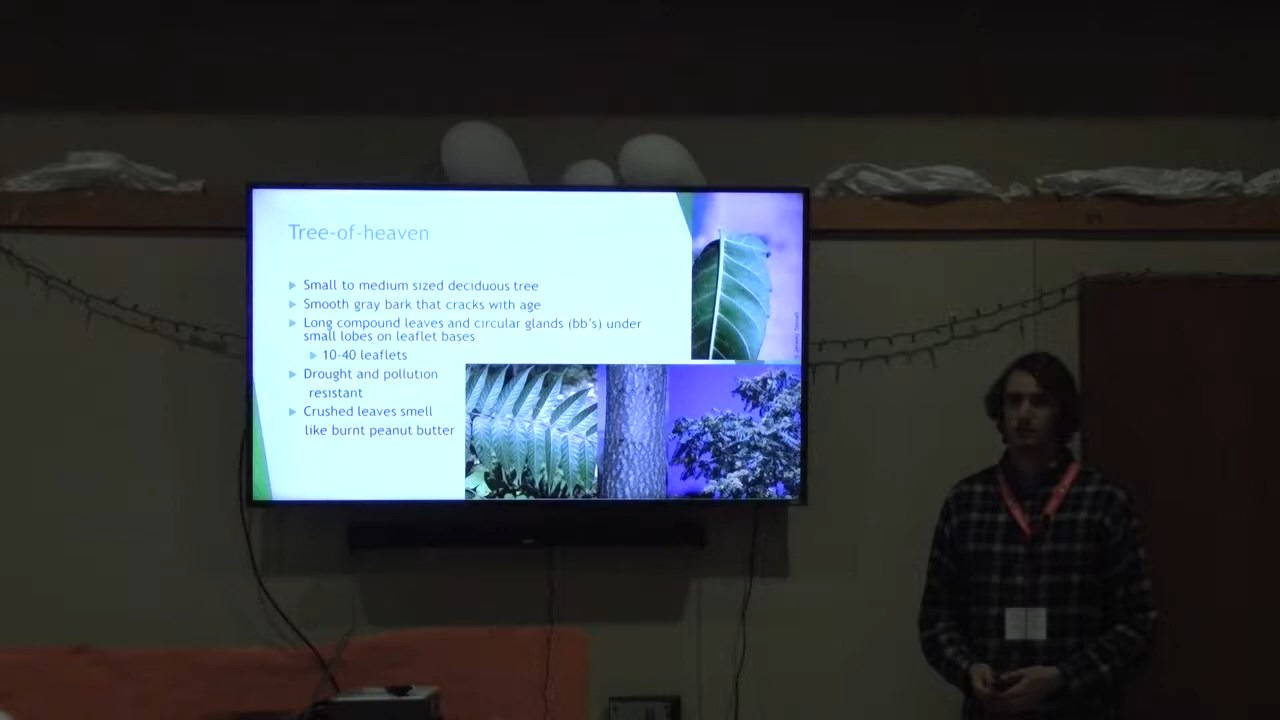 Tree-of-heaven
Small to medium sized deciduous tree
Smooth gray bark that cracks with age
Long compound leaves and circular glands (bb's) under
small lobes on leaflet bases
10-40 leaflets
Drought and pollution
resistant
Crushed leaves smell
like burnt peanut butter